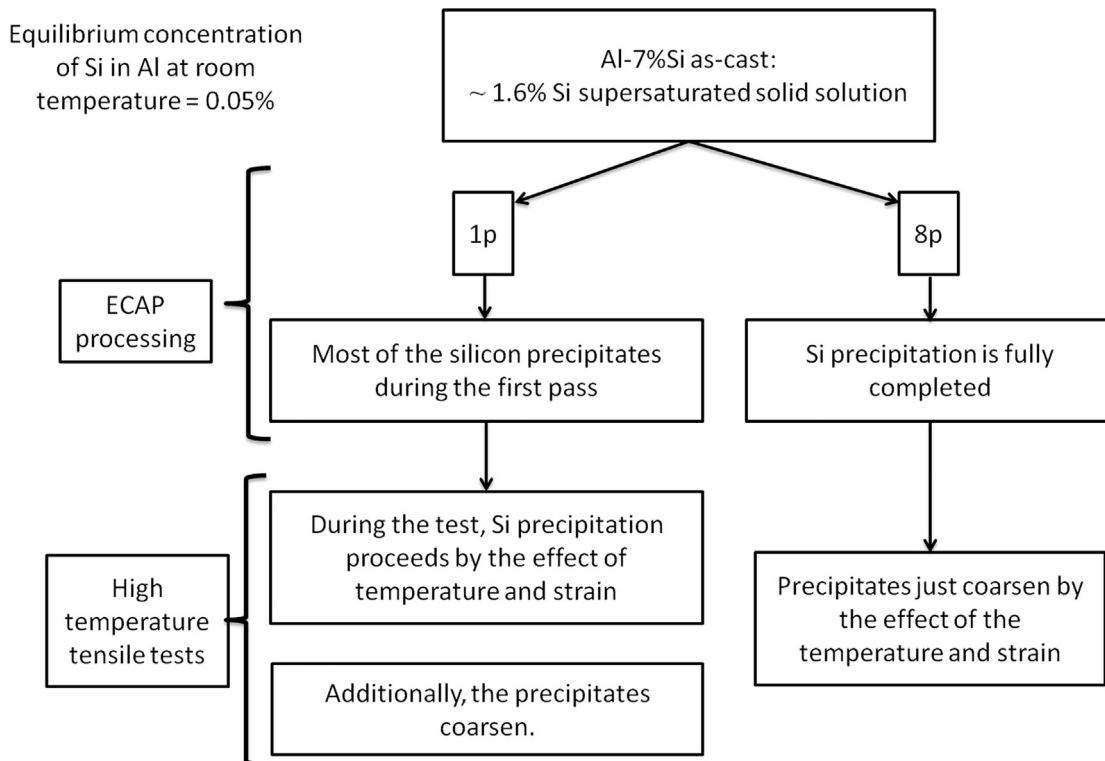 Equilibrium concentration
of Si in Al at room
temperature = 0.05%
Al-7%Si as-cast:
~ 1.6% Si supersaturated solid solution
1p
8p
ECAP
processing
Most of the silicon precipitates
during the first pass
Si precipitation is fully
completed
High
temperature
tensile tests
During the test, Si precipitation
proceeds by the effect of
temperature and strain
Precipitates just coarsen by
the effect of the
temperature and strain
Additionally, the precipitates
coarsen.